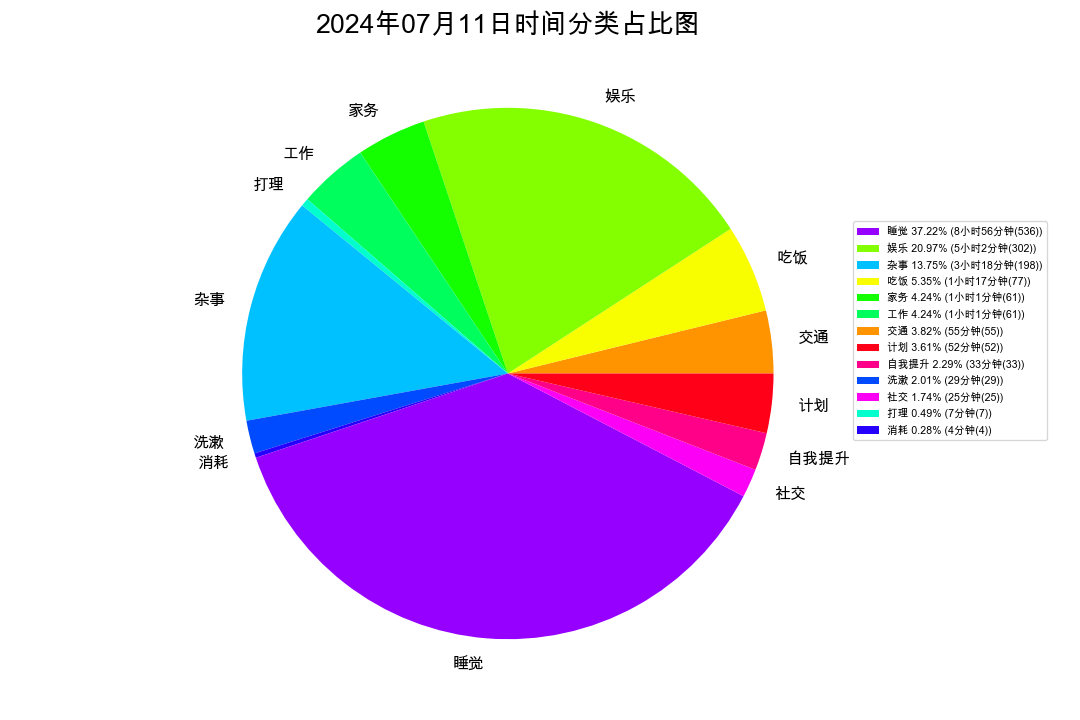 2024年07月11日时间分类占比图
娱乐
家务
工作
打理
吃饭
杂事
交通
计划
洗漱
自我提升
消耗
社交
睡觉
睡觉 37.22% (8小时56分钟(536))
娱乐 20.97% (5小时2分钟(302))
杂事 13.75% (3小时18分钟(198))
吃饭 5.35% (1小时17分钟(77))
家务 4.24% (1小时1分钟(61))
工作 4.24% (1小时1分钟(61))
交通 3.82% (55分钟(55))
计划 3.61% (52分钟(52))
自我提升 2.29% (33分钟(33))
洗漱 2.01% (29分钟(29))
社交 1.74% (25分钟(25))
打理 0.49% (7分钟(7))
消耗 0.28% (4分钟(4))